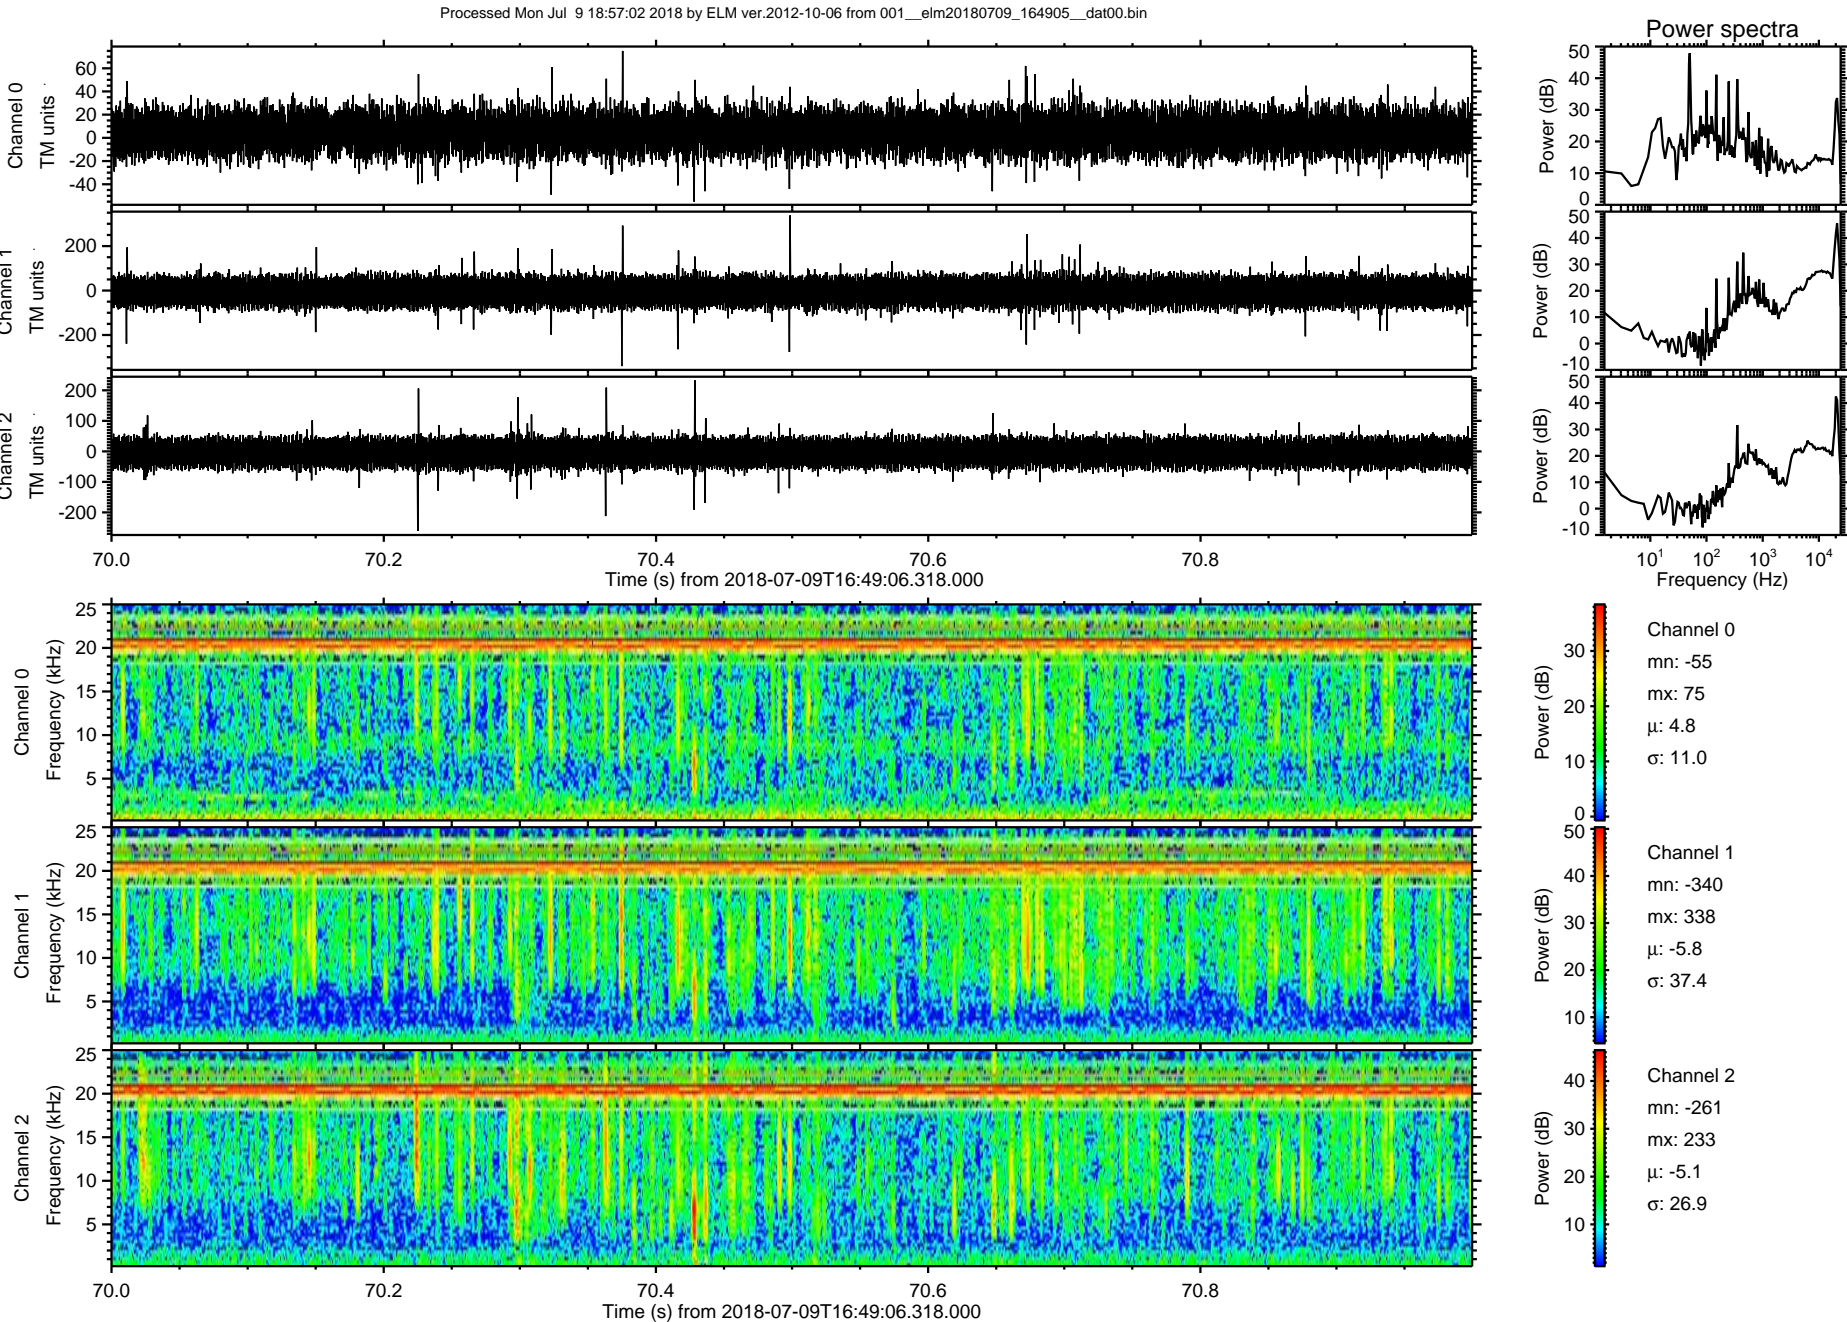 Processed Mon Jul  9 18:57:02 2018 by ELM ver.2012-10-06 from 001__elm20180709_164905__dat00.bin
Power spectra
Channel 0
TM units
60
40
20
0
-20
-40
Power (dB)
50
40
30
20
10
0
Channel 1
TM units
200
0
-200
Power (dB)
50
40
30
20
10
0
-10
Channel 2
TM units
200
100
0
-100
-200
Power (dB)
50
40
30
20
10
0
-10
70.0 70.2 70.4 70.6 70.8
Time (s) from 2018-07-09T16:49:06.318.000
10¹ 10² 10³ 10⁴
Frequency (Hz)
Channel 0
Frequency (kHz)
25
20
15
10
5
Power (dB)
30
20
10
0
Channel 0
mn: -55
mx: 75
μ: 4.8
σ: 11.0
Channel 1
Frequency (kHz)
25
20
15
10
5
Power (dB)
50
40
30
20
10
Channel 1
mn: -340
mx: 338
μ: -5.8
σ: 37.4
Channel 2
Frequency (kHz)
25
20
15
10
5
Power (dB)
40
30
20
10
Channel 2
mn: -261
mx: 233
μ: -5.1
σ: 26.9
70.0 70.2 70.4 70.6 70.8
Time (s) from 2018-07-09T16:49:06.318.000